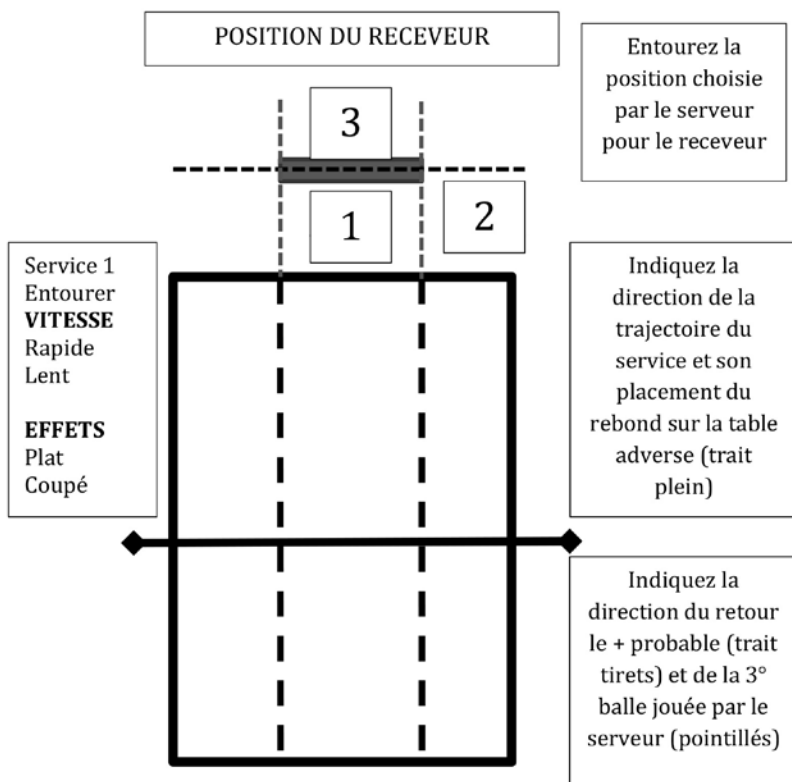 POSITION DU RECEVEUR
Entourez la
position choisie
par le serveur
pour le receveur
3
1
2
Service 1
Entourer
VITESSE
Rapide
Lent
EFFETS
Plat
Coupé
Indiquez la
direction de la
trajectoire du
service et son
placement du
rebond sur la table
adverse (trait
plein)
Indiquez la
direction du retour
le + probable (trait
tirets) et de la 3°
balle jouée par le
serveur (pointillés)